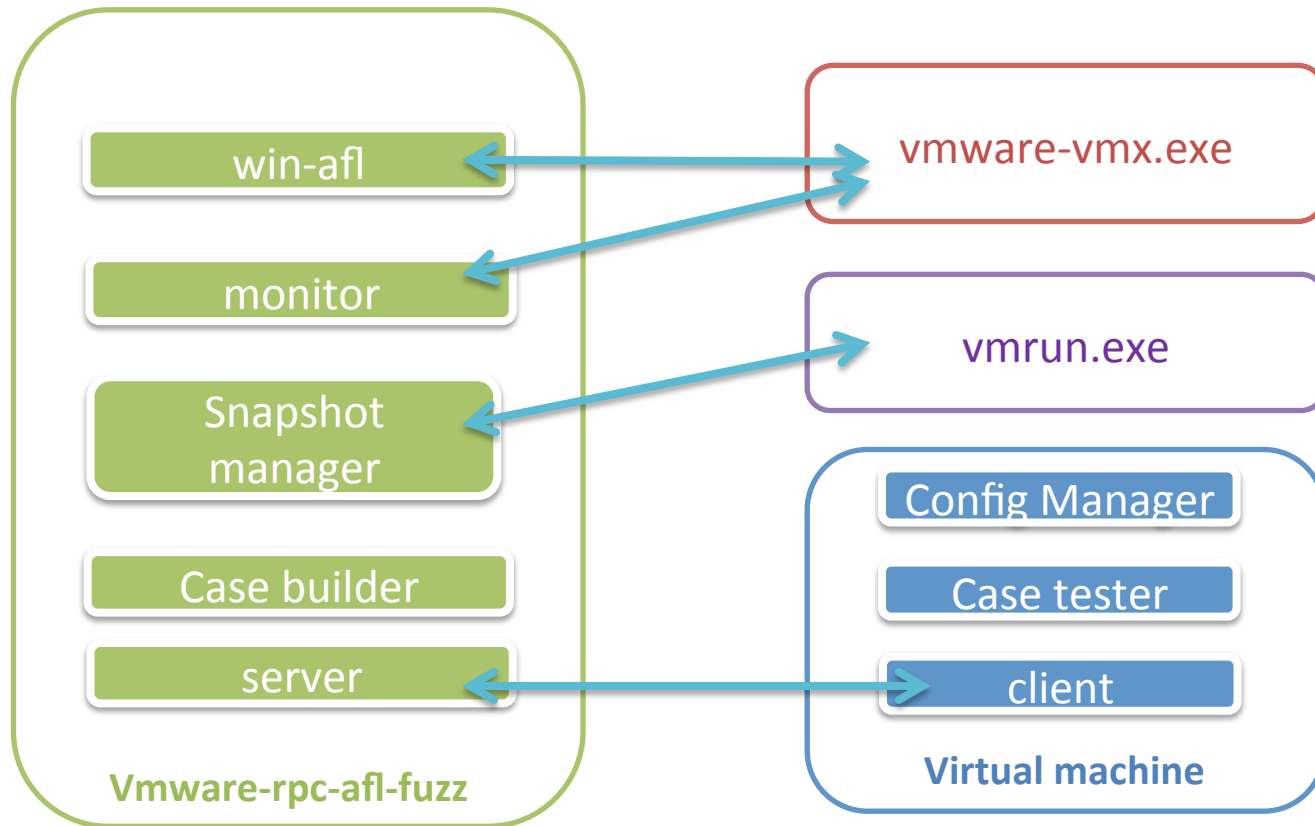 win-afl
monitor
Snapshot
manager
Case builder
server
Vmware-rpc-afl-fuzz
vmware-vmx.exe
vmrun.exe
Config Manager
Case tester
client
Virtual machine